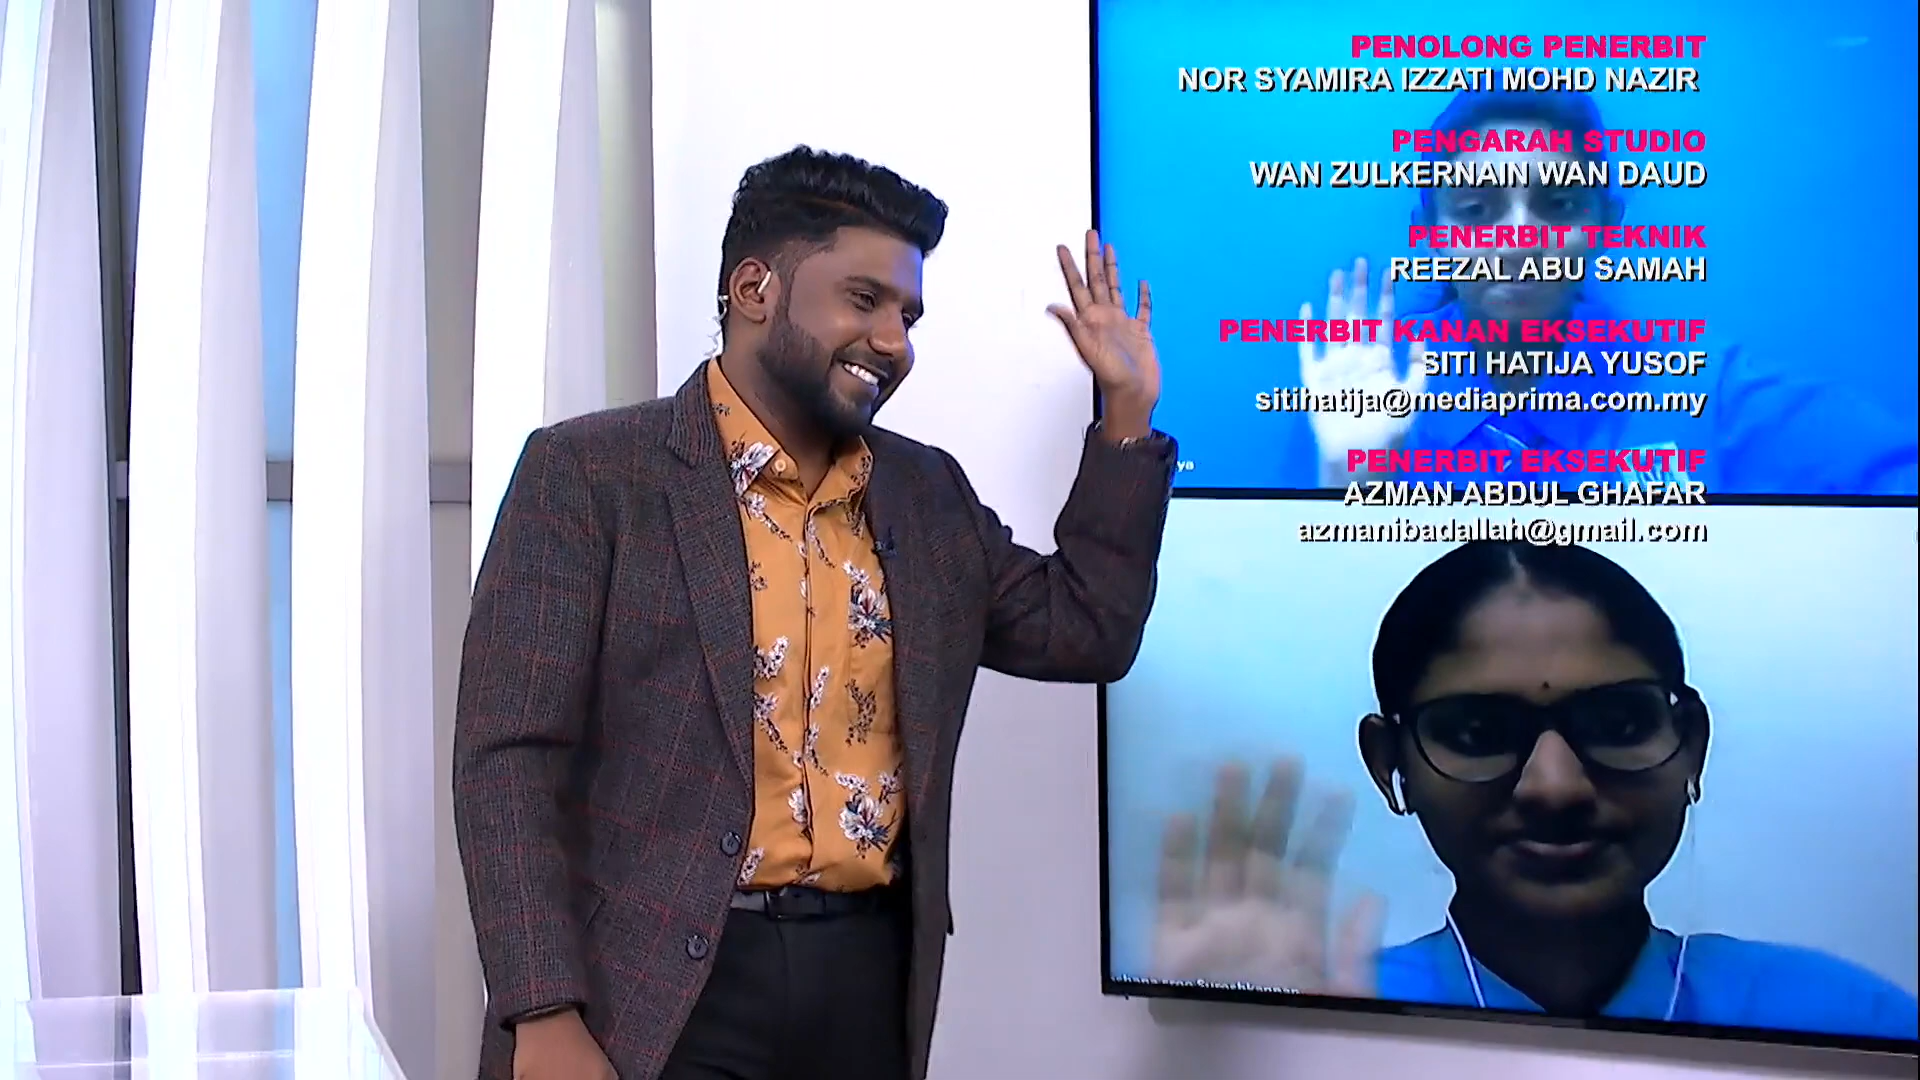 PENOLONG PENERBIT
NOR SYAMIRA IZZATI MOHD NAZIR
PENGARAH STUDIO
WAN ZULKERNAIN WAN DAUD
PENERBIT TEKNIK
REEZAL ABU SAMAH
PENERBIT KANAN EKSEKUTIF
SITI HATIJA YUSOF
sitihatija@mediaprima.com.my
PENERBIT EKSEKUTIF
AZMAN ABDUL GHAFAR
azmanibadallah@gmail.com